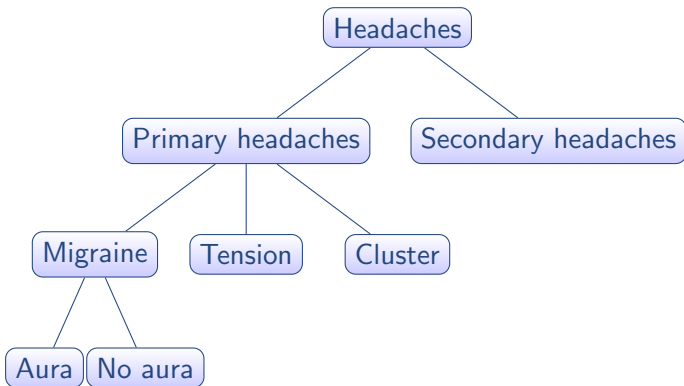 Headaches
Primary headaches
Secondary headaches
Migraine
Tension
Cluster
Aura
No aura